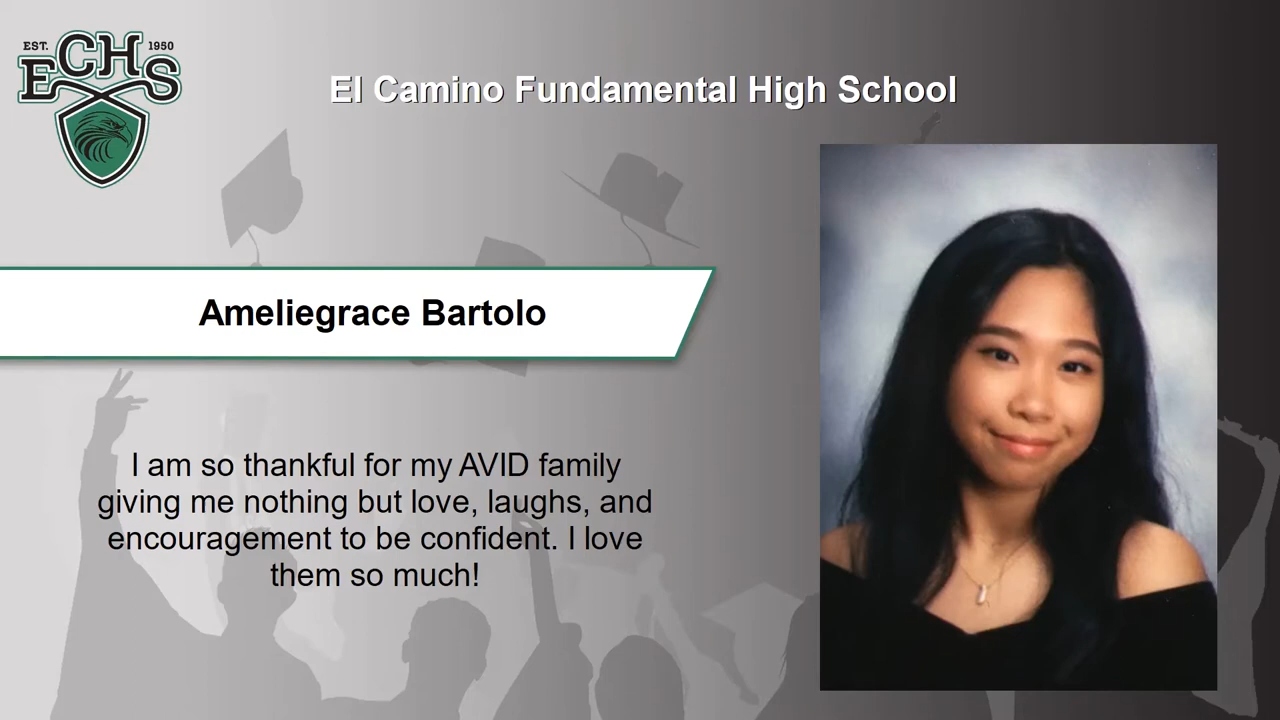 EST. 1950
ECHS
El Camino Fundamental High School
Ameliegrace Bartolo
I am so thankful for my AVID family
giving me nothing but love, laughs, and
encouragement to be confident. I love
them so much!